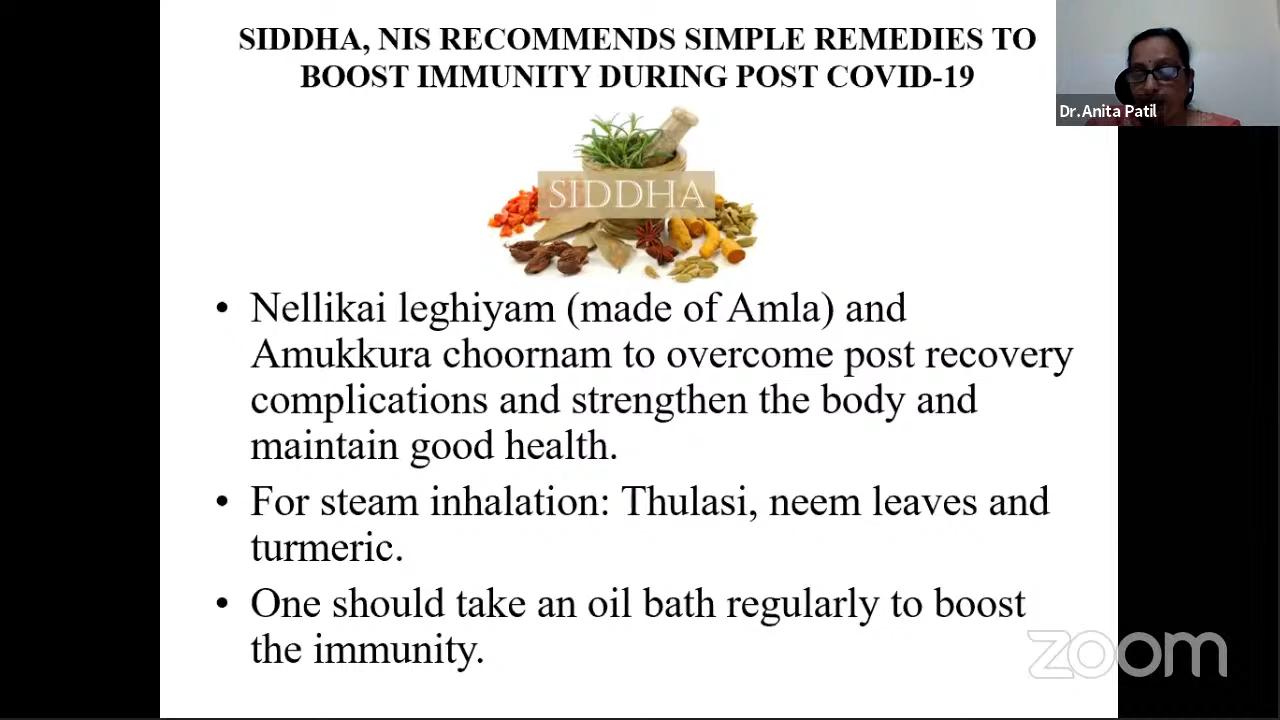 SIDDHA, NIS RECOMMENDS SIMPLE REMEDIES TO
BOOST IMMUNITY DURING POST COVID-19
Dr.Anita Patil
SIDDHA
• Nellikai leghiyam (made of Amla) and
Amukkura choornam to overcome post recovery
complications and strengthen the body and
maintain good health.
• For steam inhalation: Thulasi, neem leaves and
turmeric.
• One should take an oil bath regularly to boost
the immunity.
zoom